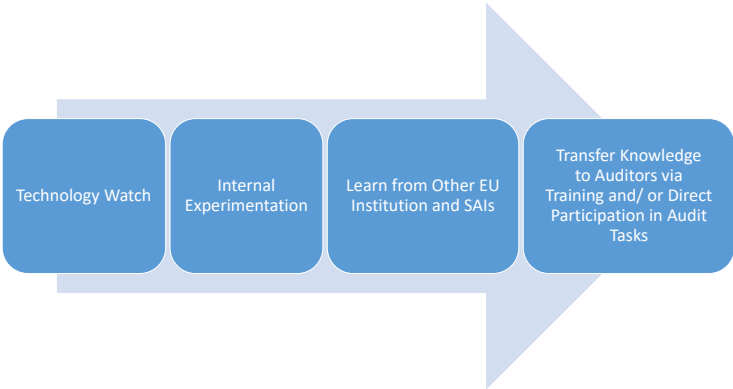 Technology Watch
Internal
Experimentation
Learn from Other EU
Institution and SAIs
Transfer Knowledge
to Auditors via
Training and/ or Direct
Participation in Audit
Tasks